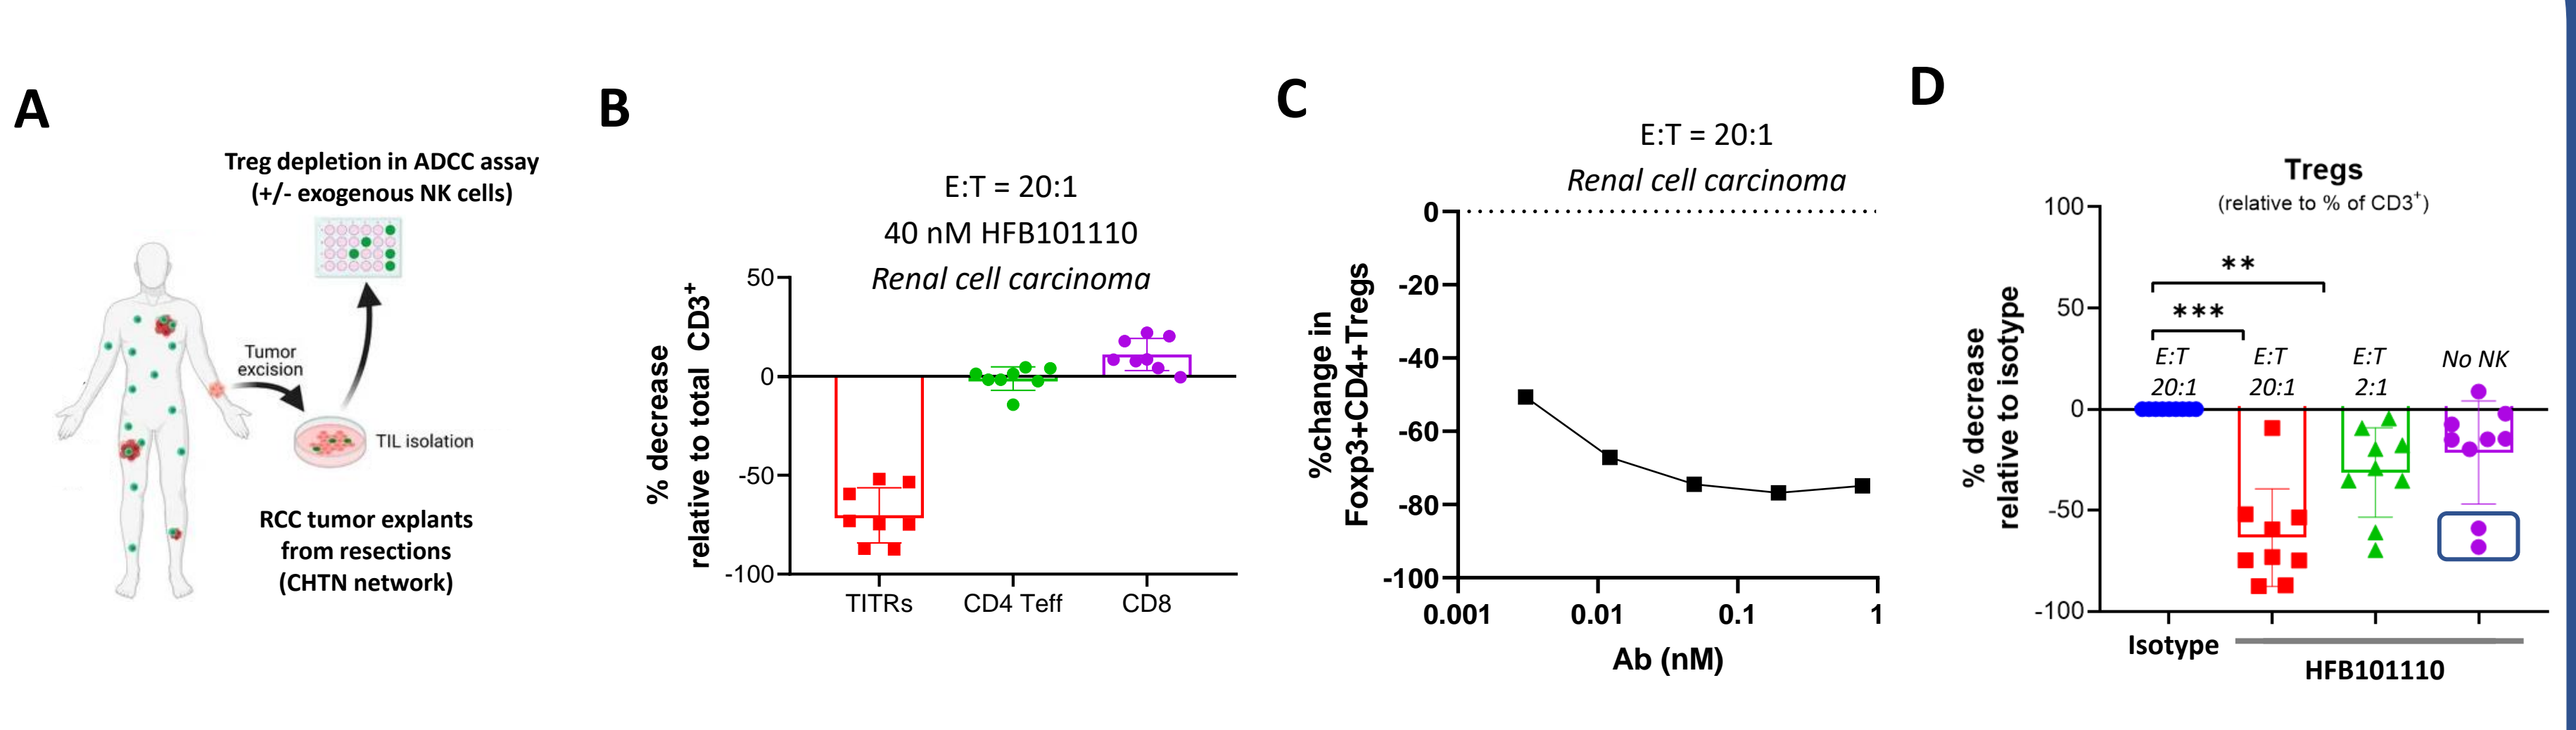 A
Treg depletion in ADCC assay
(+/- exogenous NK cells)
Tumor
excision
TIL isolation
RCC tumor explants
from resections
(CHTN network)
B
E:T = 20:1
40 nM HFB101110
Renal cell carcinoma
% decrease
relative to total CD3+
50
0
-50
-100
TITRs
CD4 Teff
CD8
C
E:T = 20:1
Renal cell carcinoma
%change in
Foxp3+CD4+Tregs
0
-20
-40
-60
-80
-100
0.001
0.01
0.1
1
Ab (nM)
D
Tregs
(relative to % of CD3+)
% decrease
relative to isotype
100
50
0
-50
-100
**
***
E:T
20:1
E:T
20:1
E:T
2:1
No NK
Isotype
HFB101110